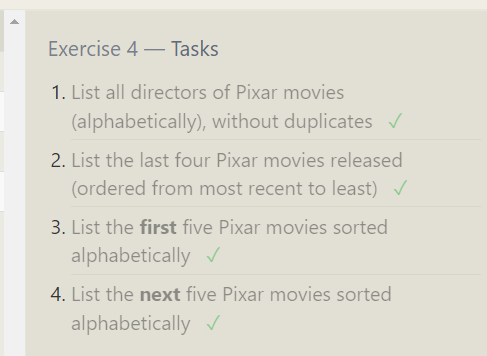 Exercise 4 — Tasks
1. List all directors of Pixar movies
(alphabetically), without duplicates ✓
2. List the last four Pixar movies released
(ordered from most recent to least) ✓
3. List the first five Pixar movies sorted
alphabetically ✓
4. List the next five Pixar movies sorted
alphabetically ✓